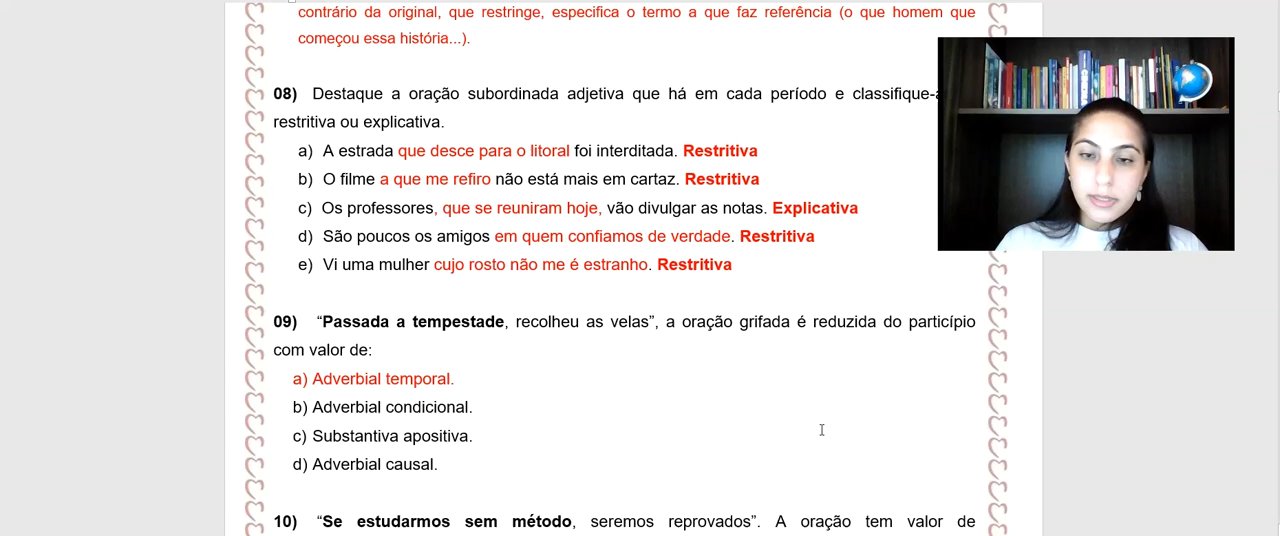 contrário da original, que restringe, especifica o termo a que faz referência (o que homem que
começou essa história...).
08) Destaque a oração subordinada adjetiva que há em cada período e classifique-a
restritiva ou explicativa.
a) A estrada que desce para o litoral foi interditada. Restritiva
b) O filme a que me refiro não está mais em cartaz. Restritiva
c) Os professores, que se reuniram hoje, vão divulgar as notas. Explicativa
d) São poucos os amigos em quem confiamos de verdade. Restritiva
e) Vi uma mulher cujo rosto não me é estranho. Restritiva
09) “Passada a tempestade, recolheu as velas”, a oração grifada é reduzida do particípio
com valor de:
a) Adverbial temporal.
b) Adverbial condicional.
c) Substantiva apositiva.
d) Adverbial causal.
10) “Se estudarmos sem método, seremos reprovados”. A oração tem valor de